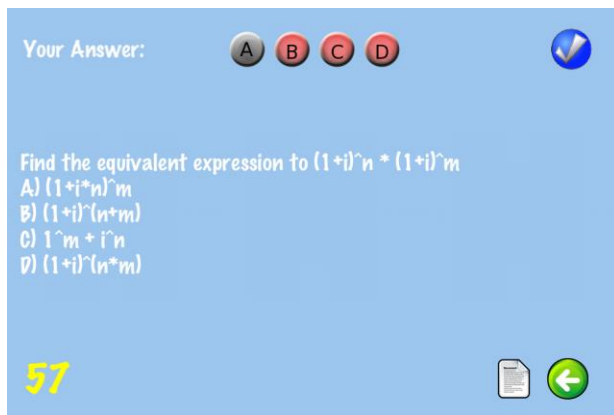 Your Answer: A B C D
Find the equivalent expression to (1+i)^n * (1+i)^m
A) (1+i*n)^m
B) (1+i)^(n+m)
C) 1^m + i^n
D) (1+i)^(n*m)
57